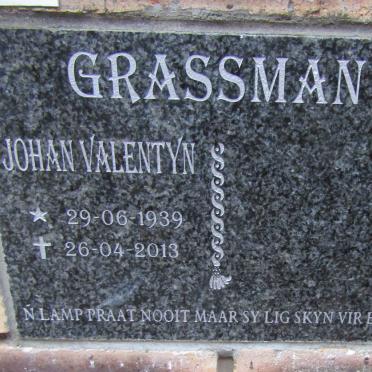 GRASSMAN
JOHAN VALENTYN
29-06-1939
26-04-2013
'N LAMP PRAAT NOOIT MAAR SY LIG SKYN VIR